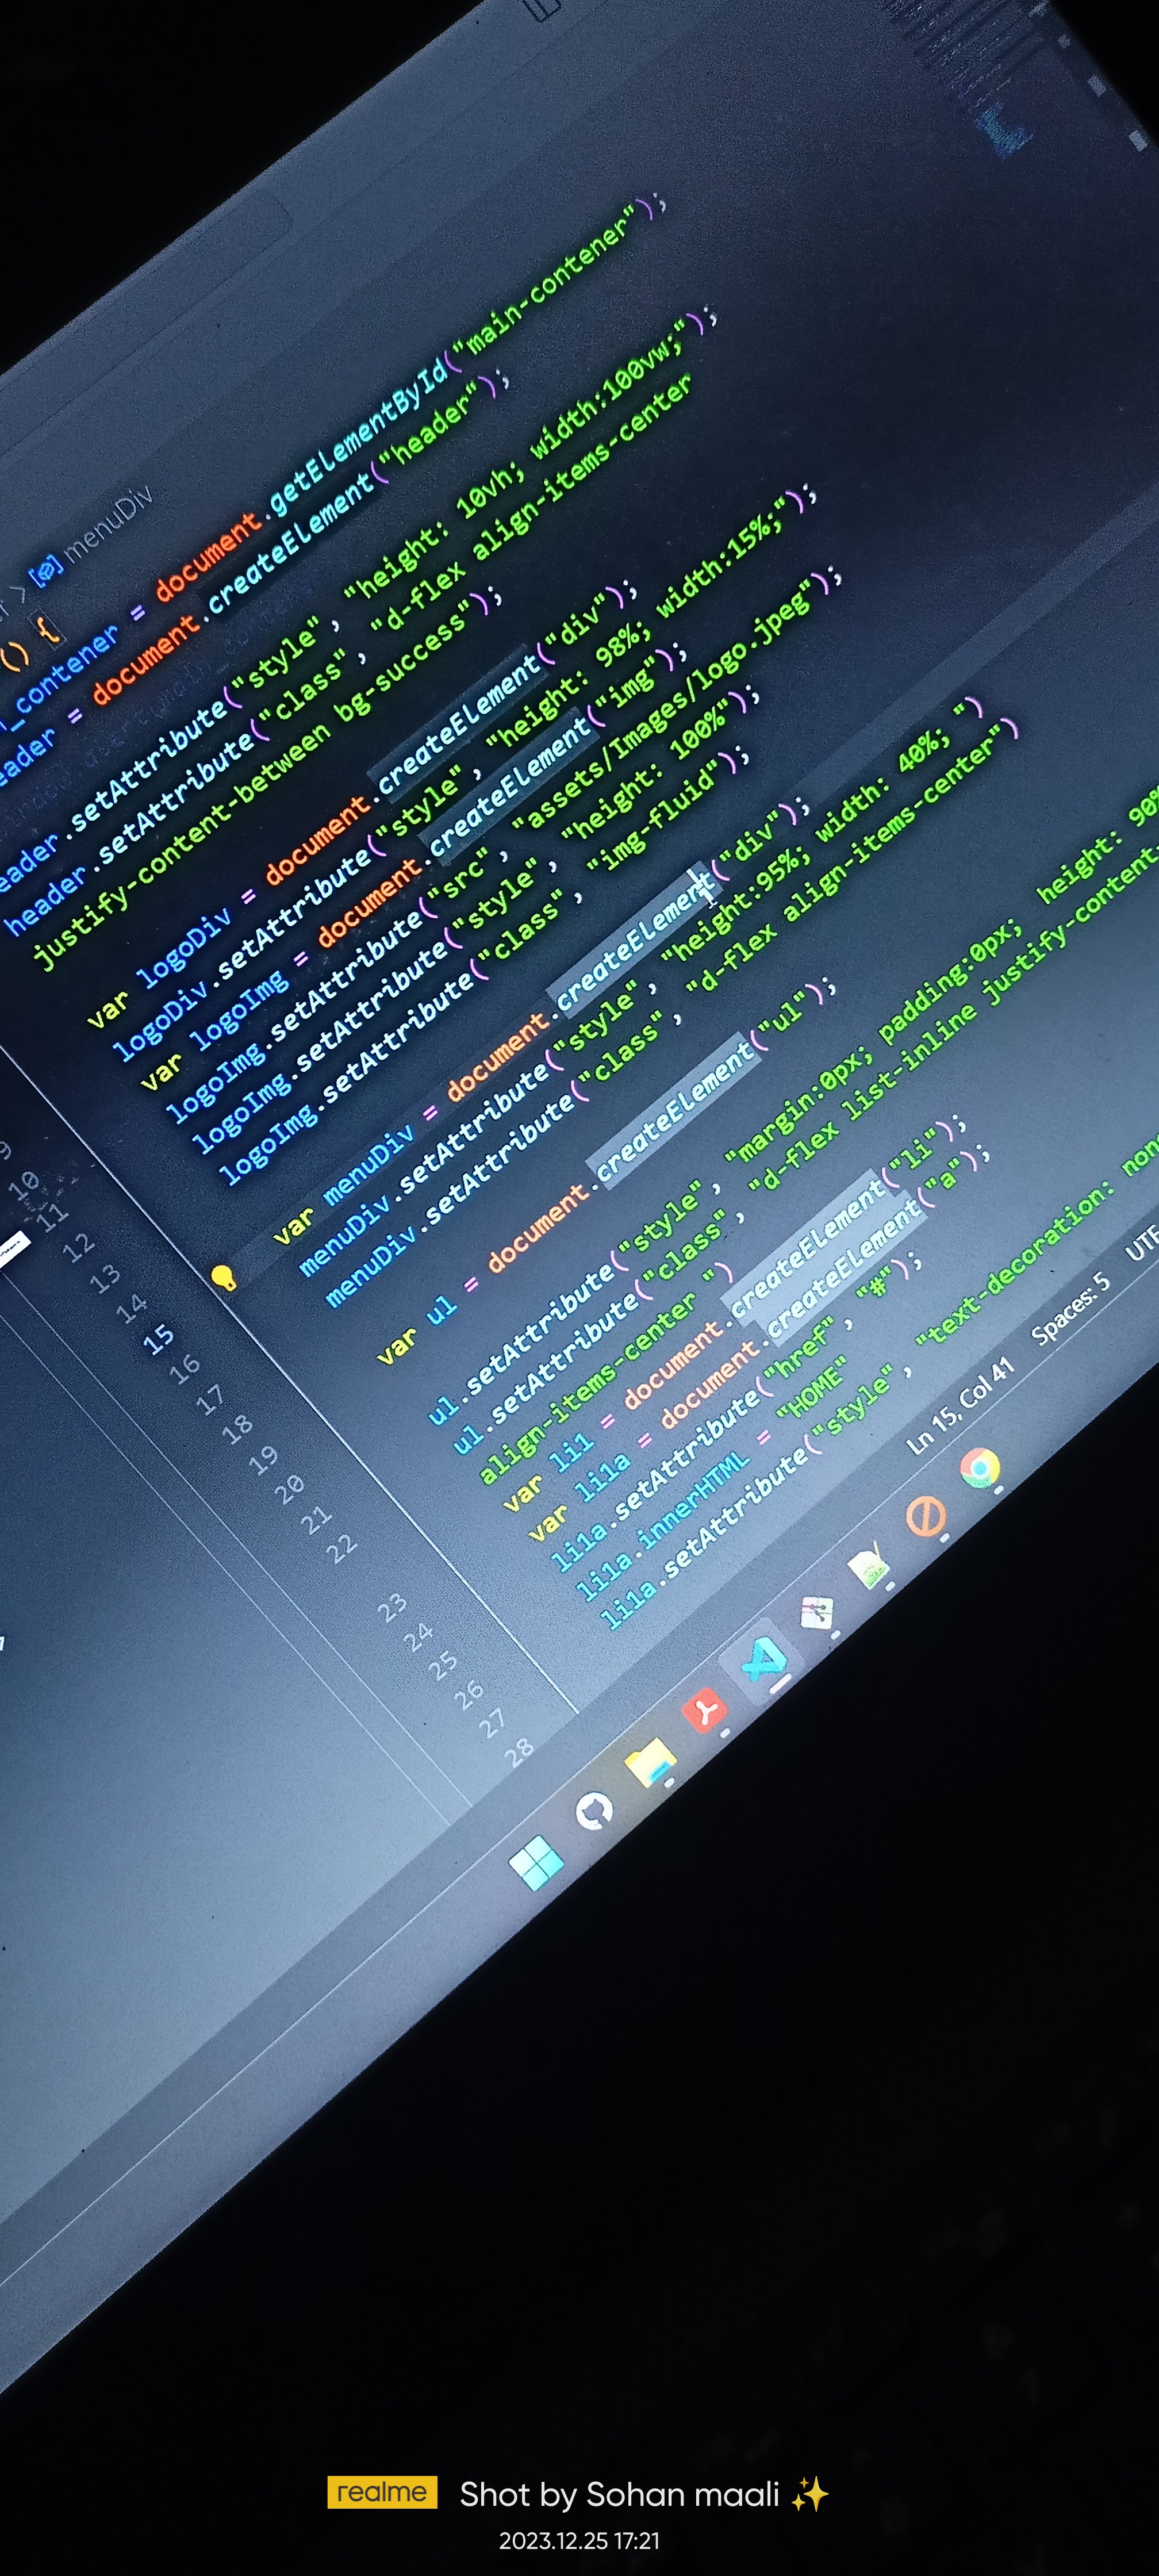 > menuDiv
() {
_contener = document.getElementById("main-contener");
eader = document.createElement("header");
eader.setAttribute("style", "height: 10vh; width:100vw;");
header.setAttribute("class", "d-flex align-items-center
justify-content-between bg-success");
9
10 var logoDiv = document.createElement("div");
11 logoDiv.setAttribute("style", "height: 98%; width:15%;");
var logoImg = document.createElement("img");
12 logoImg.setAttribute("src", "assets/Images/logo.jpeg");
13 logoImg.setAttribute("style", "height: 100%");
14 logoImg.setAttribute("class", "img-fluid");
15 var menuDiv = document.createElement("div");
16 menuDiv.setAttribute("style", "height:95%; width: 40%; ")
17 menuDiv.setAttribute("class", "d-flex align-items-center")
18
19 var ul = document.createElement("ul");
20
21 ul.setAttribute("style", "margin:0px; padding:0px; height: 90%
22 ul.setAttribute("class", "d-flex list-inline justify-content-
align-items-center ")
23 var li1 = document.createElement("li");
24 var li1a = document.createElement("a");
25 li1a.setAttribute("href", "#");
26 li1a.innerHTML = "HOME"
27 li1a.setAttribute("style", "text-decoration: non
28
Ln 15, Col 41 Spaces: 5 UTF
realme Shot by Sohan maali ✨
2023.12.25 17:21